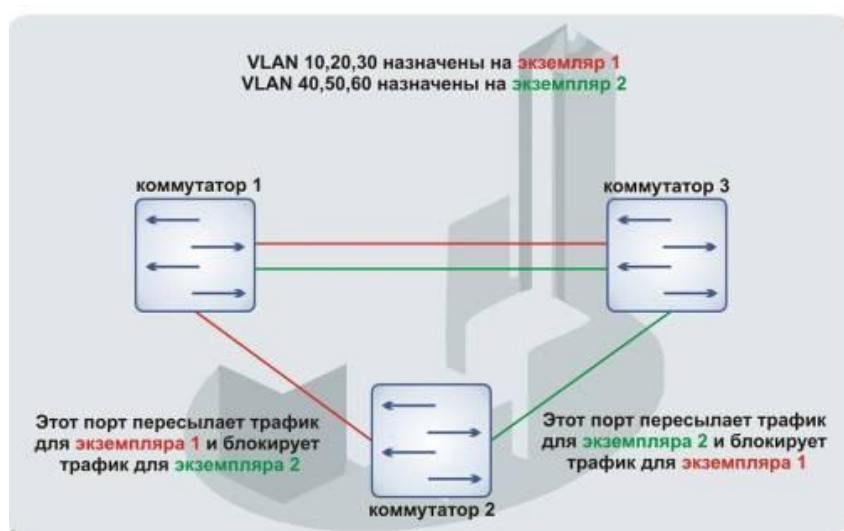 VLAN 10,20,30 назначены на экземляр 1
VLAN 40,50,60 назначены на экземпляр 2
коммутатор 1
коммутатор 3
Этот порт пересылает трафик
для экземпляра 1 и блокирует
трафик для экземпляра 2
Этот порт пересылает трафик
для экземпляра 2 и блокирует
трафик для экземпляра 1
коммутатор 2